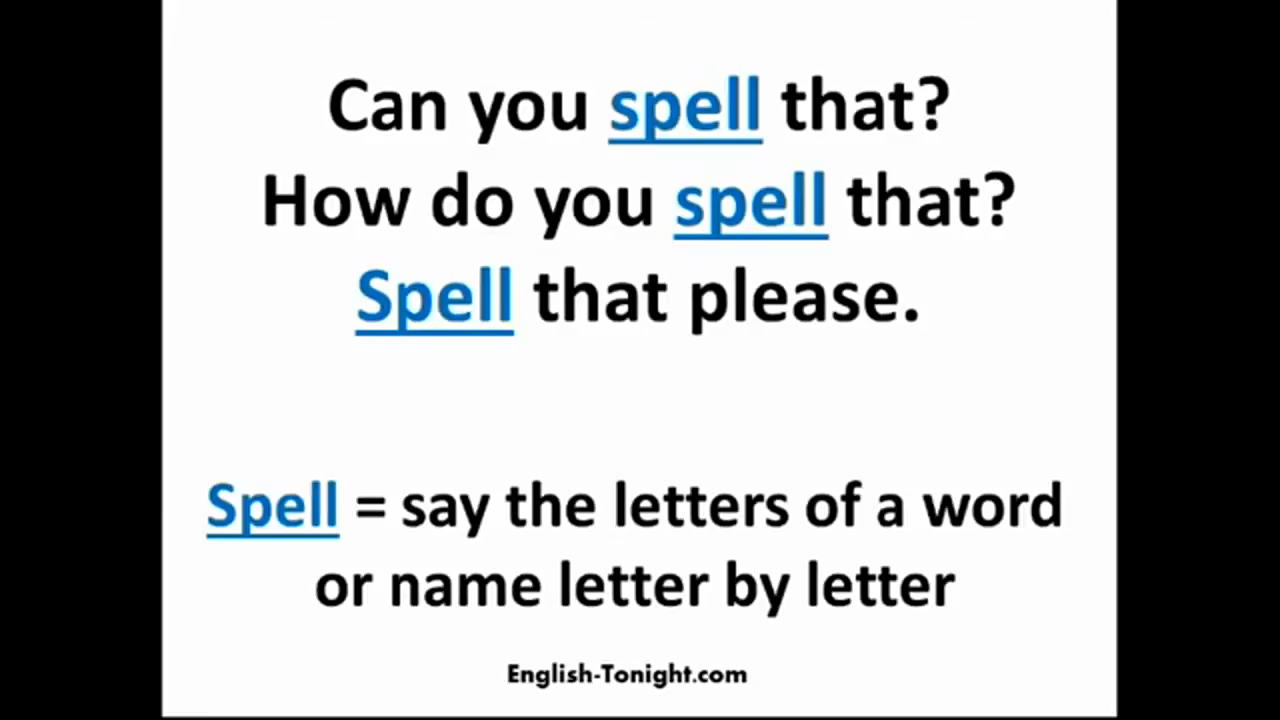 Can you spell that?
How do you spell that?
Spell that please.
Spell = say the letters of a word
or name letter by letter
English-Tonight.com